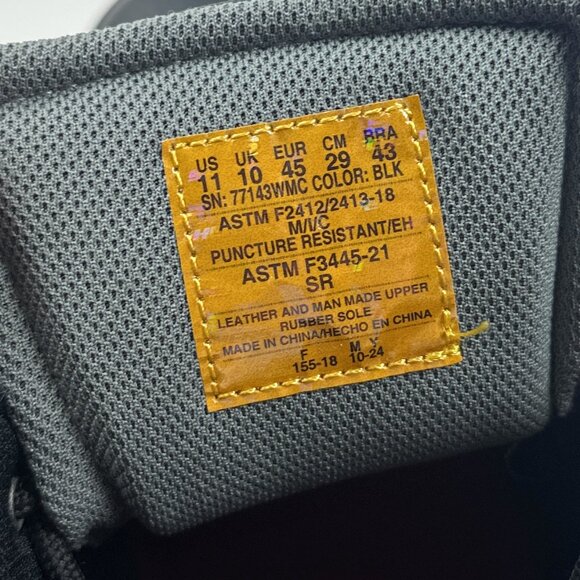 US UK EUR CM BRA
11 10 45 29 43
SN: 77143WMC COLOR: BLK
ASTM F2412/2413-18
M/I/C
PUNCTURE RESISTANT/EH
ASTM F3445-21
SR
LEATHER AND MAN MADE UPPER
RUBBER SOLE
MADE IN CHINA/HECHO EN CHINA
F M Y
155-18 10-24